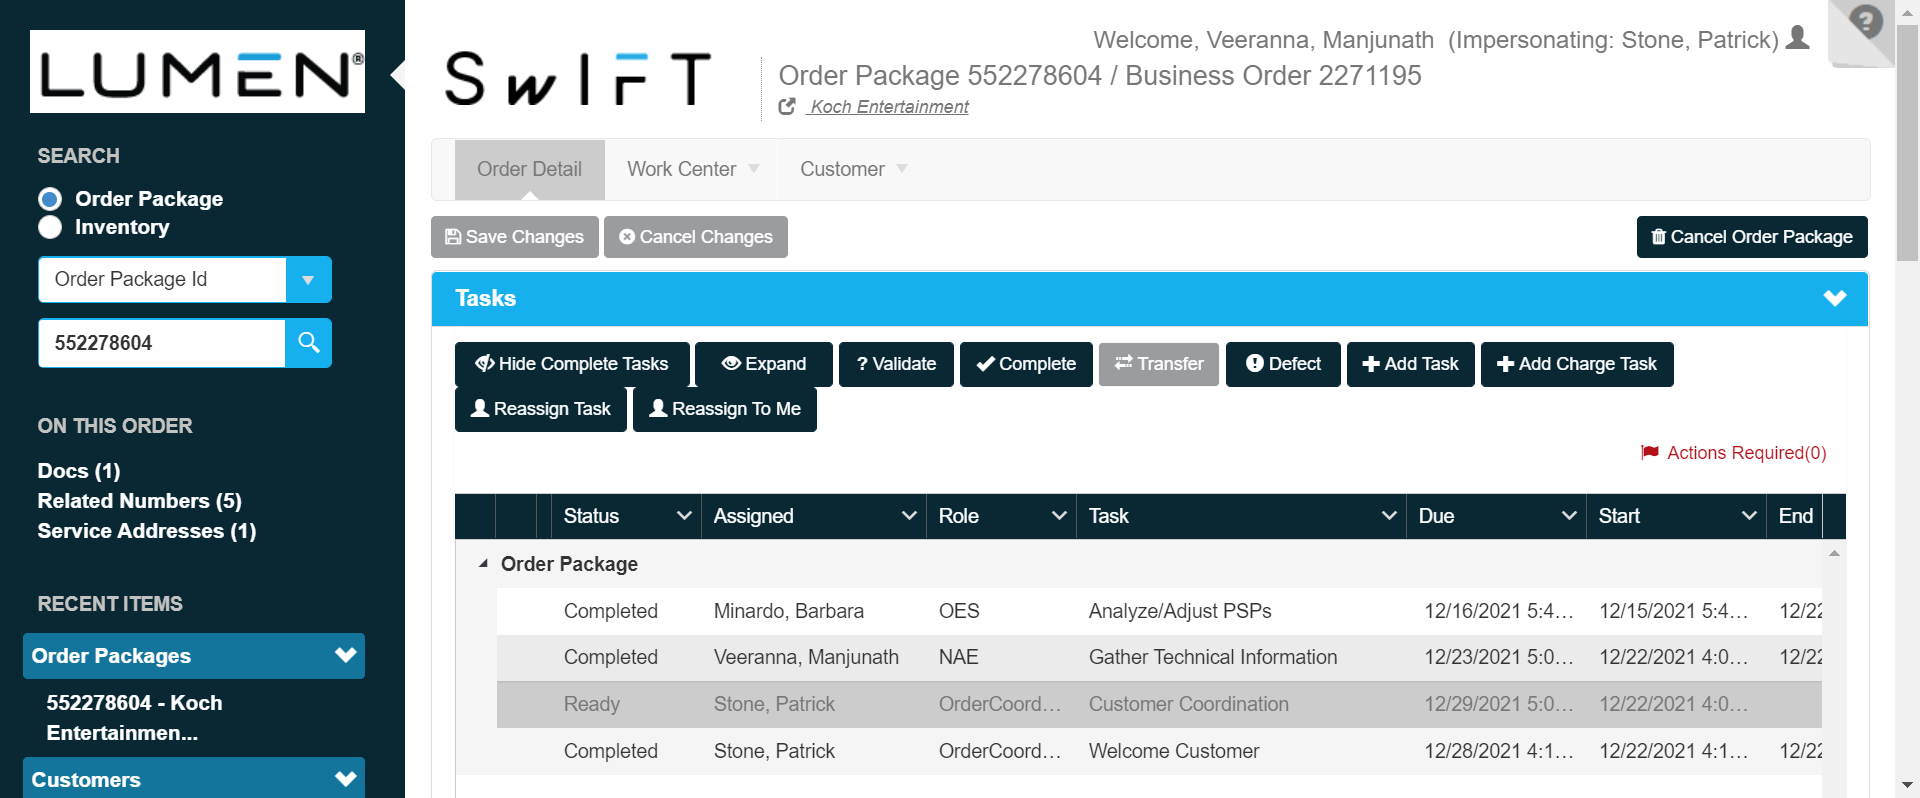 LUMEN®
SEARCH
Order Package
Inventory
Order Package Id
552278604
ON THIS ORDER
Docs (1)
Related Numbers (5)
Service Addresses (1)
RECENT ITEMS
Order Packages
552278604 - Koch
Entertainmen...
Customers
SwIFT
Welcome, Veeranna, Manjunath (Impersonating: Stone, Patrick)
?
Order Package 552278604 / Business Order 2271195
Koch Entertainment
Order Detail Work Center Customer
Save Changes Cancel Changes Cancel Order Package
Tasks
Hide Complete Tasks Expand ? Validate Complete Transfer Defect Add Task Add Charge Task
Reassign Task Reassign To Me
Actions Required(0)
Status Assigned Role Task Due Start End
Order Package
Completed Minardo, Barbara OES Analyze/Adjust PSPs 12/16/2021 5:4... 12/15/2021 5:4... 12/22
Completed Veeranna, Manjunath NAE Gather Technical Information 12/23/2021 5:0... 12/22/2021 4:0... 12/22
Ready Stone, Patrick OrderCoord... Customer Coordination 12/29/2021 5:0... 12/22/2021 4:0...
Completed Stone, Patrick OrderCoord... Welcome Customer 12/28/2021 4:1... 12/22/2021 4:1... 12/22